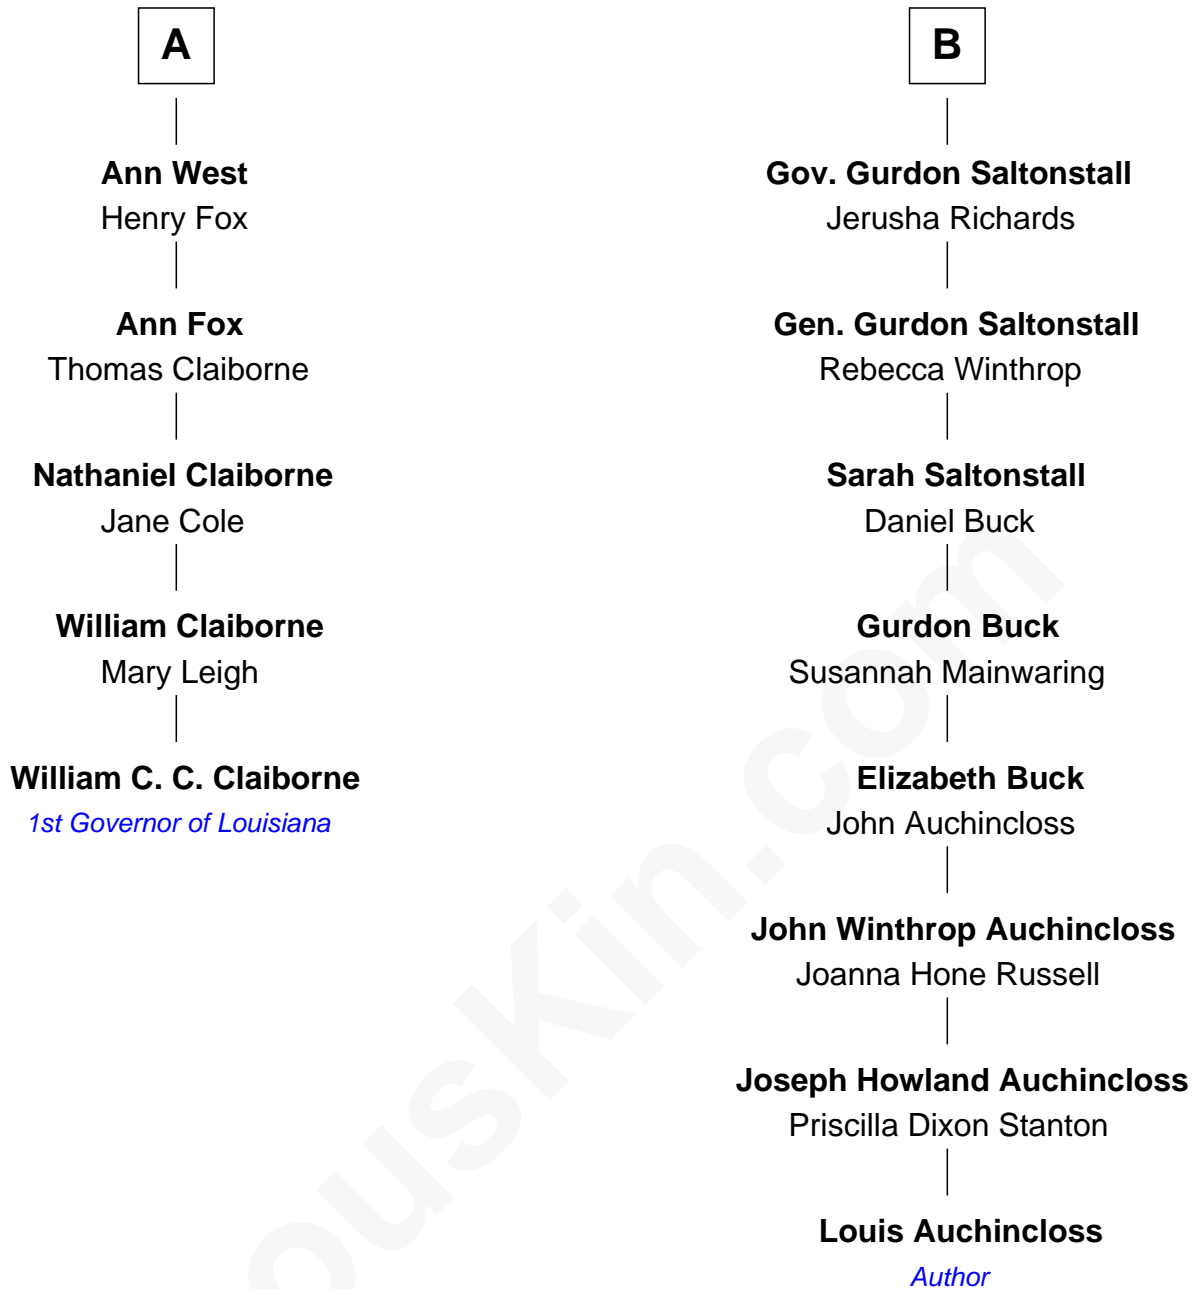 A
Ann West
Henry Fox
Ann Fox
Thomas Claiborne
Nathaniel Claiborne
Jane Cole
William Claiborne
Mary Leigh
William C. C. Claiborne
1st Governor of Louisiana
B
Gov. Gurdon Saltonstall
Jerusha Richards
Gen. Gurdon Saltonstall
Rebecca Winthrop
Sarah Saltonstall
Daniel Buck
Gurdon Buck
Susannah Mainwaring
Elizabeth Buck
John Auchincloss
John Winthrop Auchincloss
Joanna Hone Russell
Joseph Howland Auchincloss
Priscilla Dixon Stanton
Louis Auchincloss
Author
ousKin.com